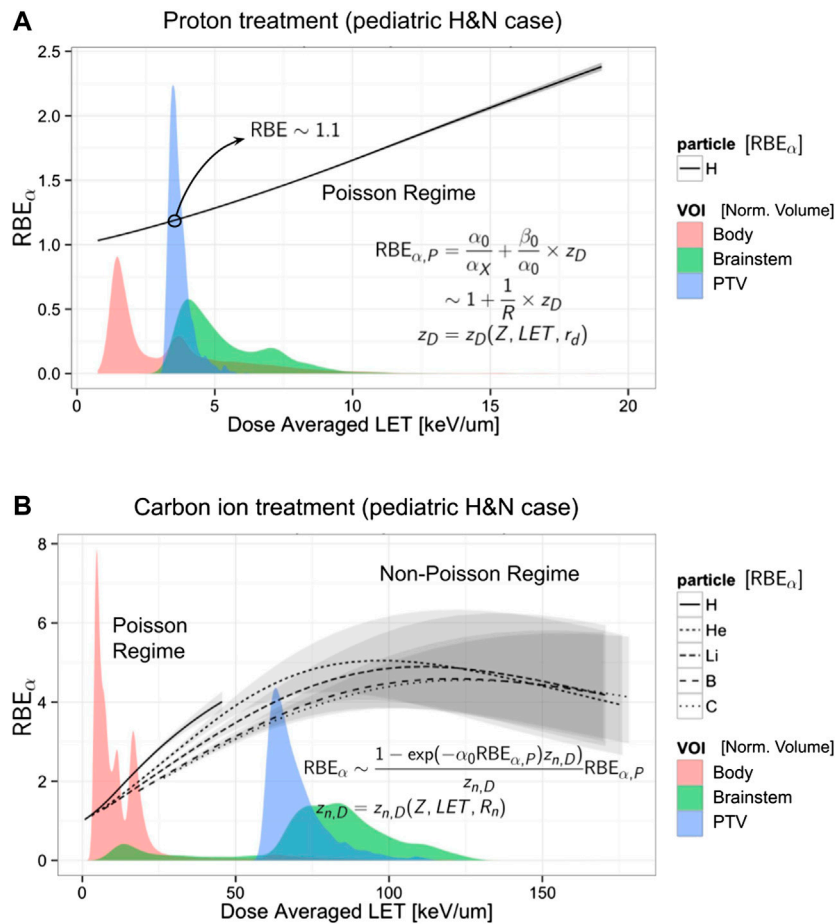 A
Proton treatment (pediatric H&N case)
2.5
2.0
1.5
1.0
0.5
0.0
RBEα
RBE ∼ 1.1
Poisson Regime
RBEα,P = α0/αX + β0/α0 × zD
∼ 1 + 1/R × zD
zD = zD(Z, LET, rd)
0 5 10 15 20
Dose Averaged LET [keV/um]
particle [RBEα]
H
VOI [Norm. Volume]
Body
Brainstem
PTV
B
Carbon ion treatment (pediatric H&N case)
8
6
4
2
0
RBEα
Poisson
Regime
Non-Poisson Regime
RBEα ∼ 1 − exp(−α0RBEα,P)zn,D)/zn,D RBEα,P
zn,D = zn,D(Z, LET, Rn)
0 50 100 150
Dose Averaged LET [keV/um]
particle [RBEα]
H
He
Li
B
C
VOI [Norm. Volume]
Body
Brainstem
PTV